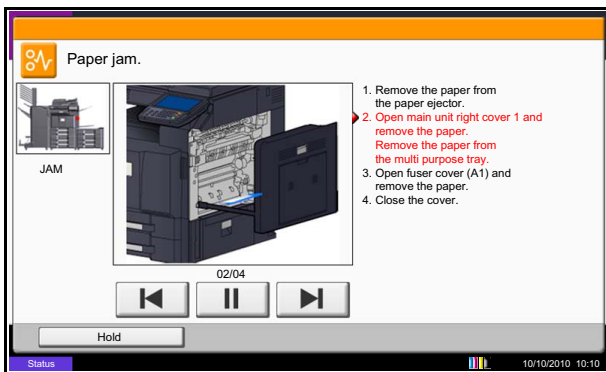 Paper jam.
JAM
1. Remove the paper from
the paper ejector.
2. Open main unit right cover 1 and
remove the paper.
Remove the paper from
the multi purpose tray.
3. Open fuser cover (A1) and
remove the paper.
4. Close the cover.
02/04
Hold
Status
10/10/2010 10:10